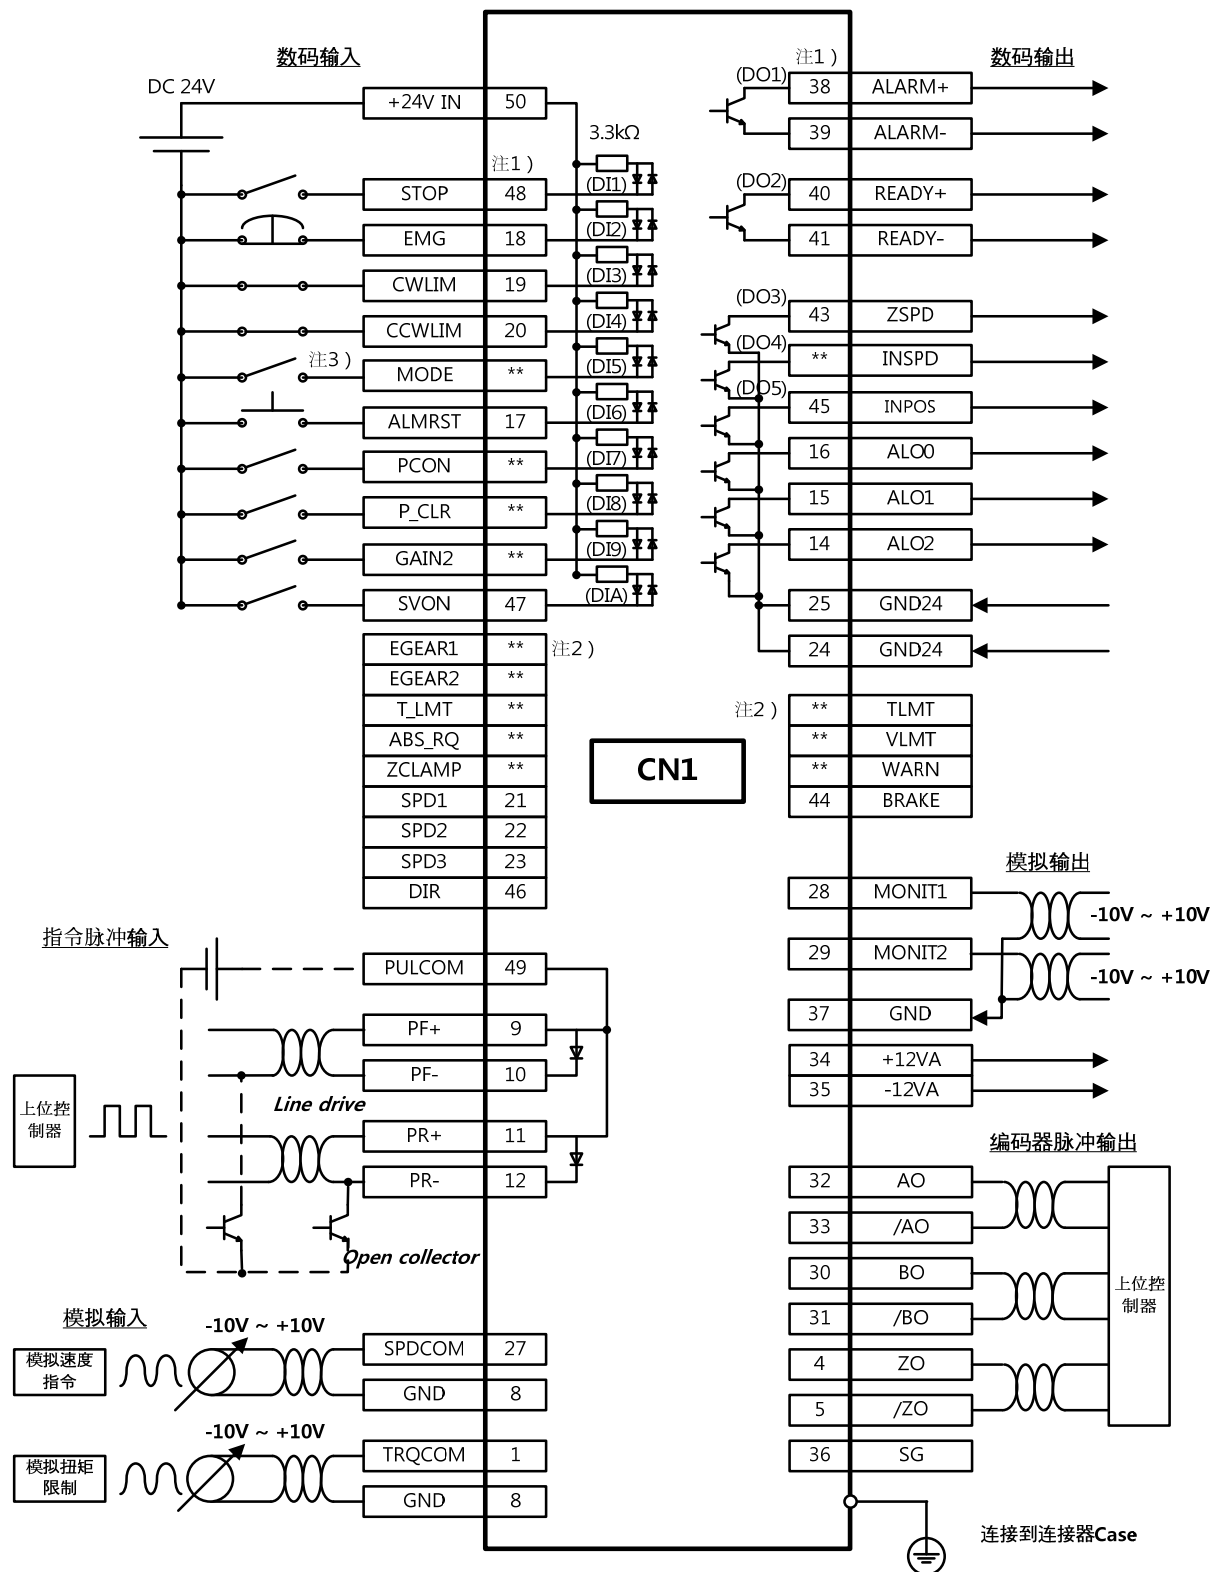 数码输入
注1）
数码输出
DC 24V
+24V IN 50
3.3kΩ
注1）
STOP 48 (DI1)
EMG 18 (DI2)
CWLIM 19 (DI3)
CCWLIM 20 (DI4)
注3）
MODE ** (DI5)
ALMRST 17 (DI6)
PCON ** (DI7)
P_CLR ** (DI8)
GAIN2 ** (DI9)
SVON 47 (DIA)
EGEAR1 ** 注2）
EGEAR2 **
T_LMT **
ABS_RQ **
ZCLAMP **
SPD1 21
SPD2 22
SPD3 23
DIR 46
(DO1) 38 ALARM+
39 ALARM-
(DO2) 40 READY+
41 READY-
(DO3) 43 ZSPD
(DO4) ** INSPD
(DO5) 45 INPOS
16 ALO0
15 ALO1
14 ALO2
25 GND24
24 GND24
注2） ** TLMT
** VLMT
** WARN
44 BRAKE
CN1
模拟输出
28 MONIT1
-10V ~ +10V
29 MONIT2
-10V ~ +10V
37 GND
34 +12VA
35 -12VA
指令脉冲输入
PULCOM 49
PF+ 9
PF- 10
Line drive
上位控
制器
PR+ 11
PR- 12
Open collector
编码器脉冲输出
32 AO
33 /AO
30 BO
31 /BO
4 ZO
5 /ZO
36 SG
上位控
制器
模拟输入
-10V ~ +10V
模拟速度
指令
SPDCOM 27
GND 8
-10V ~ +10V
模拟扭矩
限制
TRQCOM 1
GND 8
连接到连接器Case